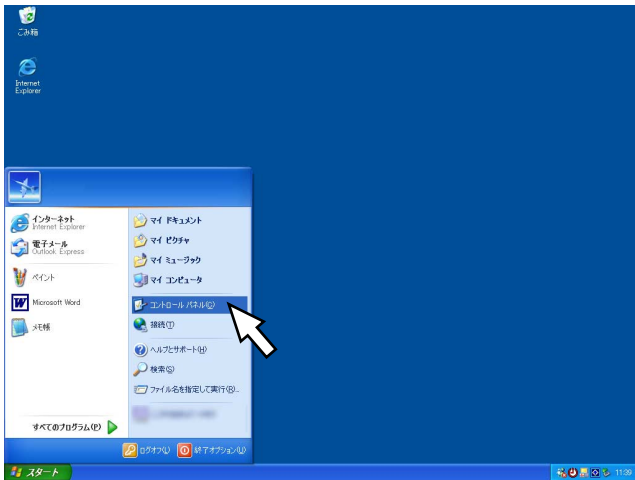 ごみ箱
Internet
Explorer
インターネット
Internet Explorer
電子メール
Outlook Express
ペイント
Microsoft Word
メモ帳
すべてのプログラム(P)
マイ ドキュメント
マイ ピクチャ
マイ ミュージック
マイ コンピュータ
コントロール パネル(C)
接続(T)
ヘルプとサポート(H)
検索(S)
ファイル名を指定して実行(R)...
ログオフ(L)
終了オプション(U)
スタート
11:39